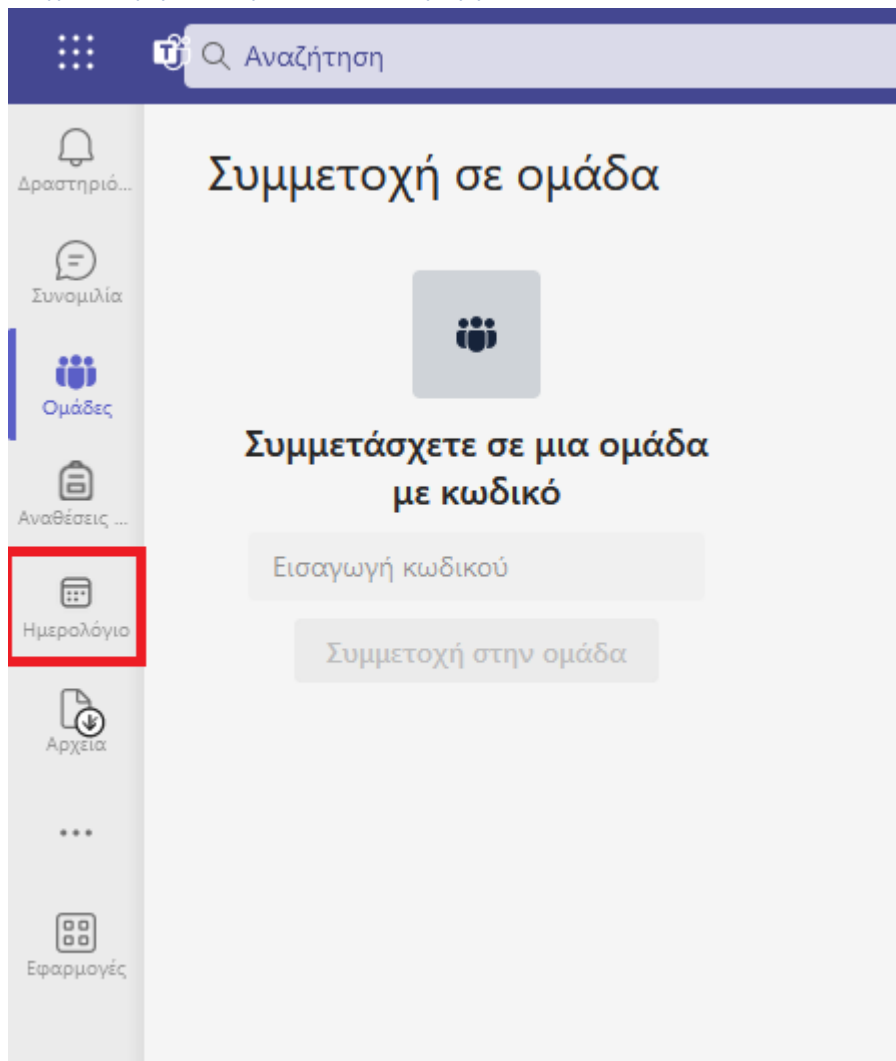 Αναζήτηση
Δραστηριό...
Συμμετοχή σε ομάδα
Συνομιλία
Ομάδες
Συμμετάσχετε σε μια ομάδα
με κωδικό
Αναθέσεις ...
Εισαγωγή κωδικού
Ημερολόγιο
Συμμετοχή στην ομάδα
Αρχεία
Εφαρμογές